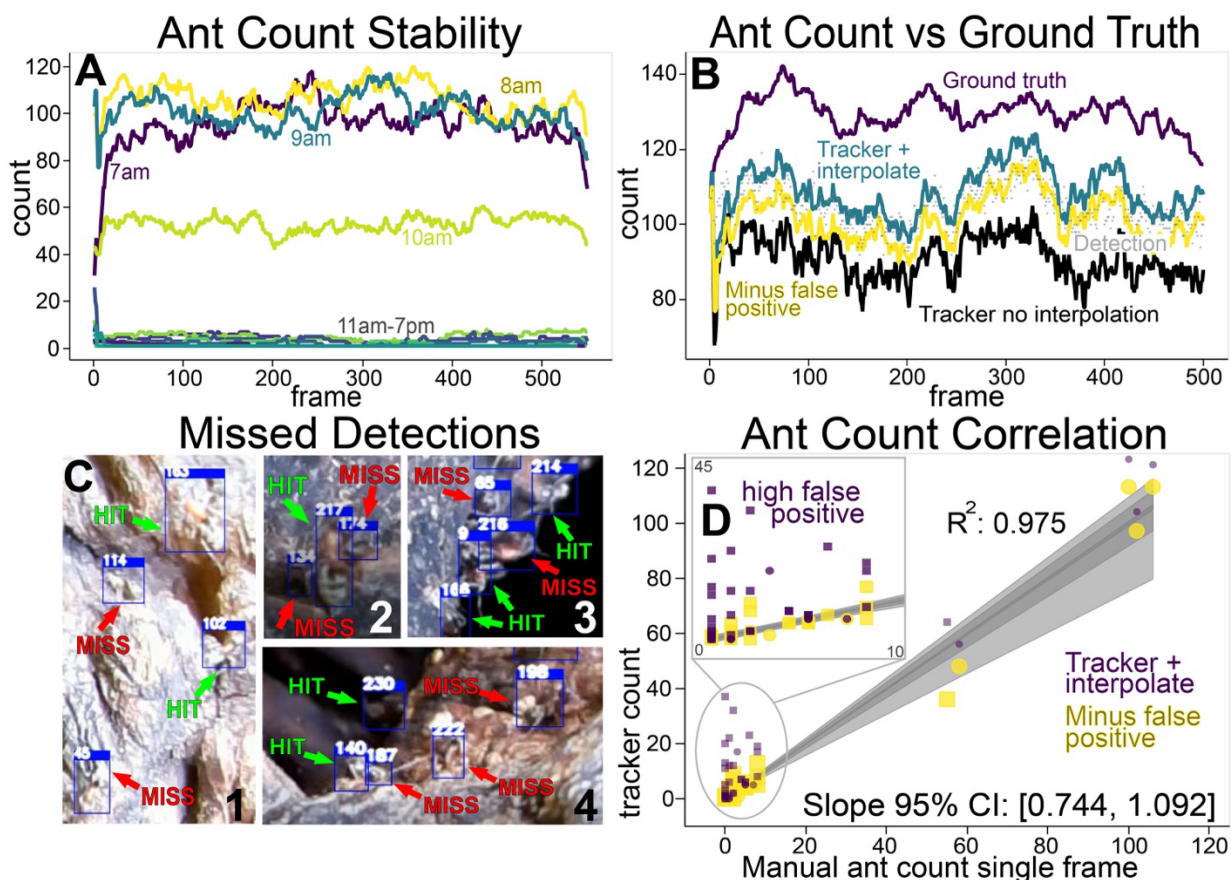 Ant Count Stability
A
120
100
80
60
40
20
0
count
8am
9am
7am
10am
11am-7pm
0 100 200 300 400 500
frame
Ant Count vs Ground Truth
B
140
120
100
80
count
Ground truth
Tracker +
interpolate
Detection
Minus false
positive
Tracker no interpolation
0 100 200 300 400 500
frame
Missed Detections
C
163
HIT
114
MISS
102
HIT
45
MISS
1
HIT
MISS
217
174
134
MISS
2
MISS
65
214
216
9
HIT
MISS
168
HIT
3
HIT
230
MISS
198
222
HIT
140
187
MISS
MISS
4
Ant Count Correlation
120
100
80
60
40
20
0
tracker count
45
D
high false
positive
0
10
R²: 0.975
Tracker +
interpolate
Minus false
positive
Slope 95% CI: [0.744, 1.092]
0 20 40 60 80 100 120
Manual ant count single frame